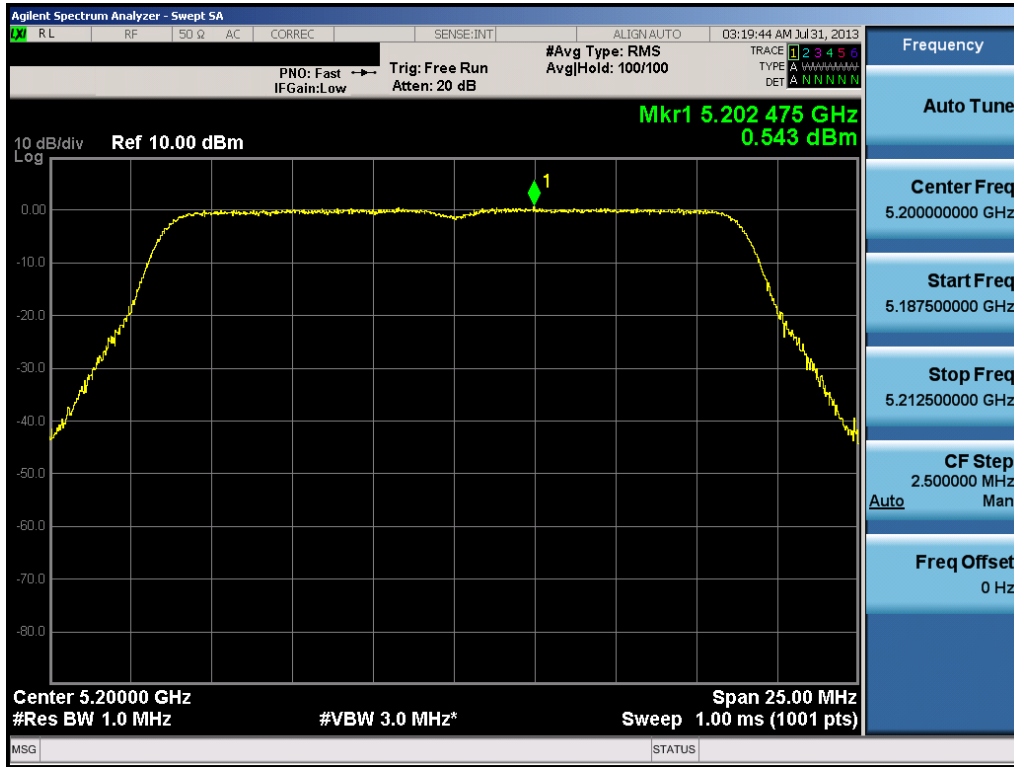 Agilent Spectrum Analyzer - Swept SA
LXI RL RF 50 Ω AC CORREC SENSE:INT ALIGN AUTO 03:19:44 AM Jul 31, 2013
PNO: Fast
IFGain:Low
Trig: Free Run
Atten: 20 dB
#Avg Type: RMS
Avg|Hold: 100/100
TRACE 1 2 3 4 5 6
TYPE A WWWWW
DET A N N N N N
Mkr1 5.202 475 GHz
0.543 dBm
10 dB/div Ref 10.00 dBm
Log
1
0.00
-10.0
-20.0
-30.0
-40.0
-50.0
-60.0
-70.0
-80.0
Center 5.20000 GHz Span 25.00 MHz
#Res BW 1.0 MHz #VBW 3.0 MHz* Sweep 1.00 ms (1001 pts)
MSG STATUS
Frequency
Auto Tune
Center Freq
5.200000000 GHz
Start Freq
5.187500000 GHz
Stop Freq
5.212500000 GHz
CF Step
2.500000 MHz
Auto Man
Freq Offset
0 Hz